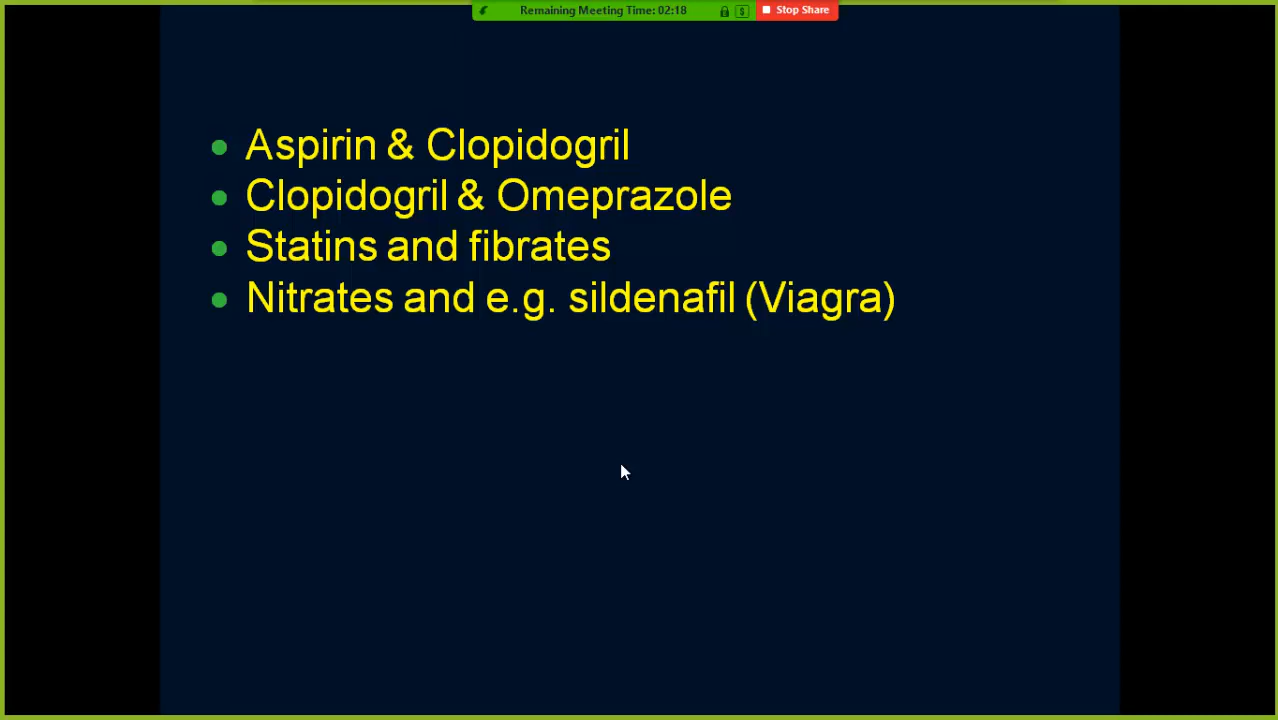 Remaining Meeting Time: 02:18
Stop Share
Aspirin & Clopidogril
Clopidogril & Omeprazole
Statins and fibrates
Nitrates and e.g. sildenafil (Viagra)